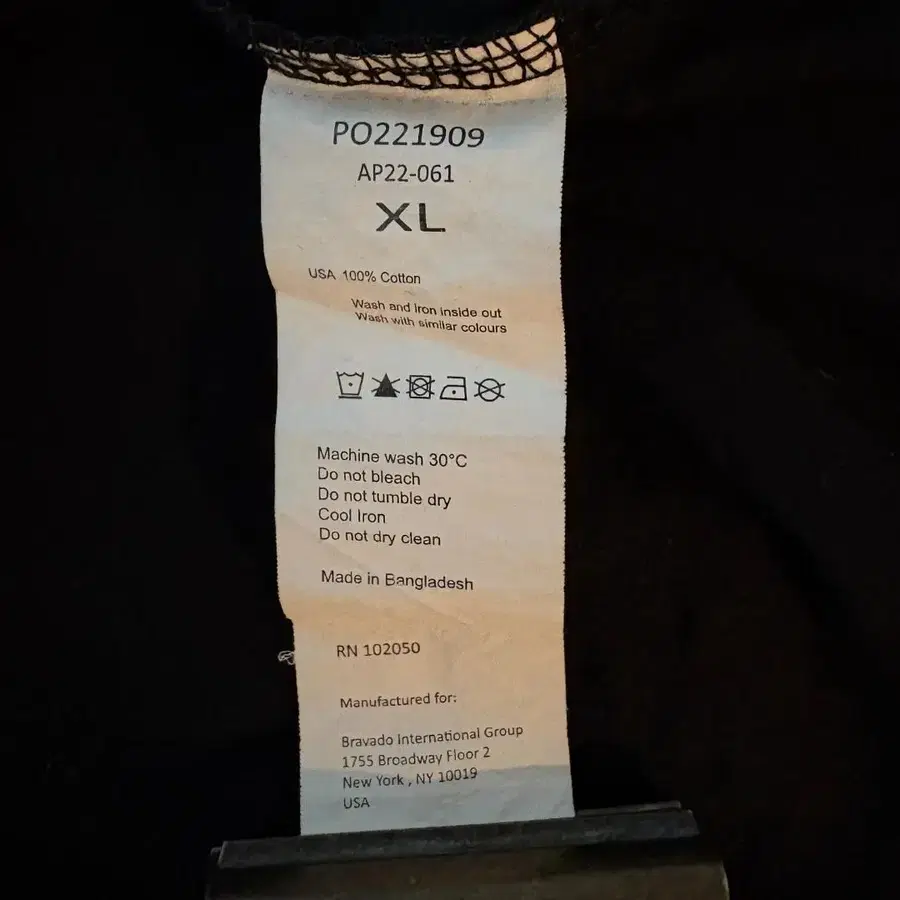 PO221909
AP22-061
XL
USA 100% Cotton
Wash and Iron inside out
Wash with similar colours
Machine wash 30°C
Do not bleach
Do not tumble dry
Cool Iron
Do not dry clean
Made in Bangladesh
RN 102050
Manufactured for:
Bravado International Group
1755 Broadway Floor 2
New York , NY 10019
USA